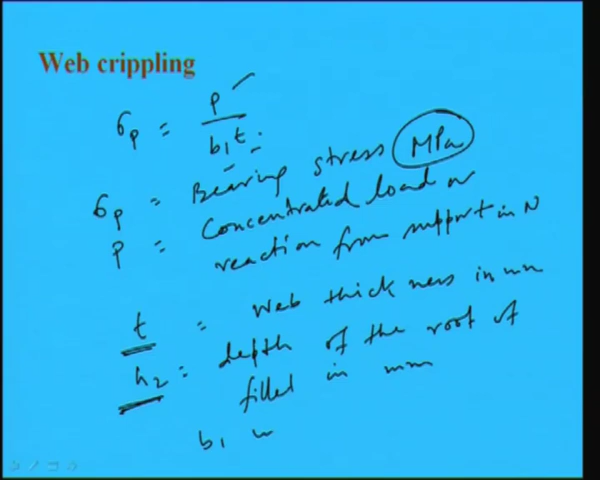 Web crippling
σp = P / b1t
σp = Bearing stress MPa
P = Concentrated load or
reaction from support in N
t = Web thickness in mm
h2 = depth of the root of
fillet in mm
b1 w